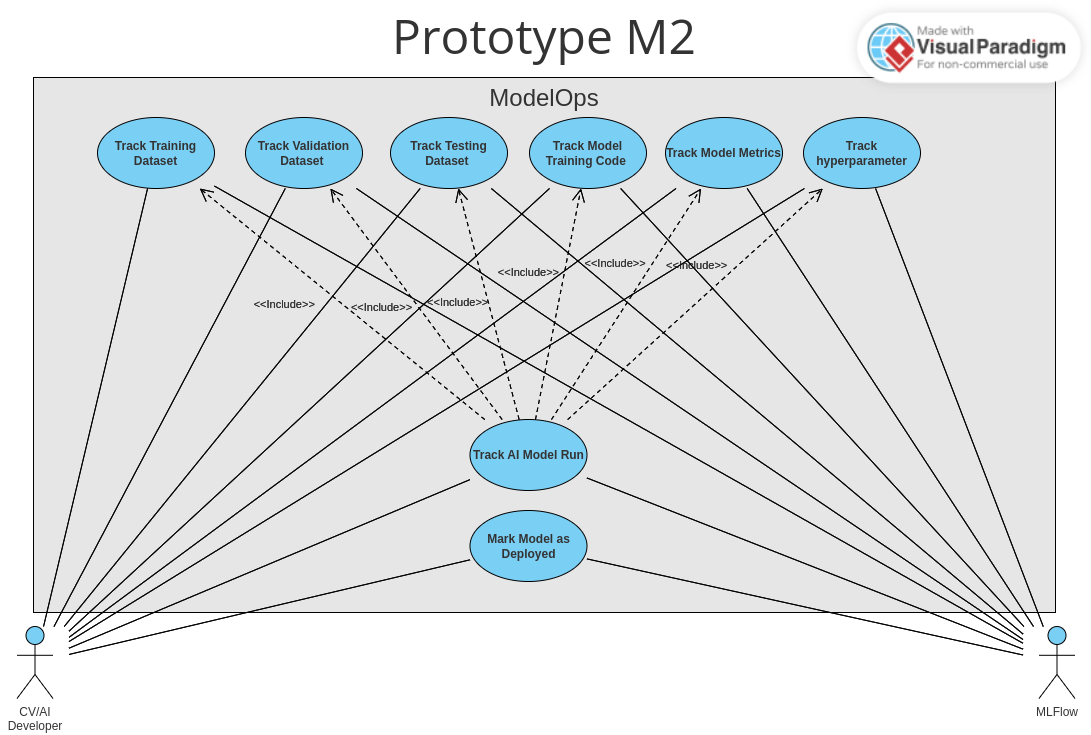 Prototype M2
Made with
Visual Paradigm
For non-commercial use
ModelOps
Track Training
Dataset
Track Validation
Dataset
Track Testing
Dataset
Track Model
Training Code
Track Model Metrics
Track
hyperparameter
<<Include>>
<<Include>>
<<Include>>
<<Include>>
<<Include>>
<<Include>>
Track AI Model Run
Mark Model as
Deployed
CV/AI
Developer
MLFlow